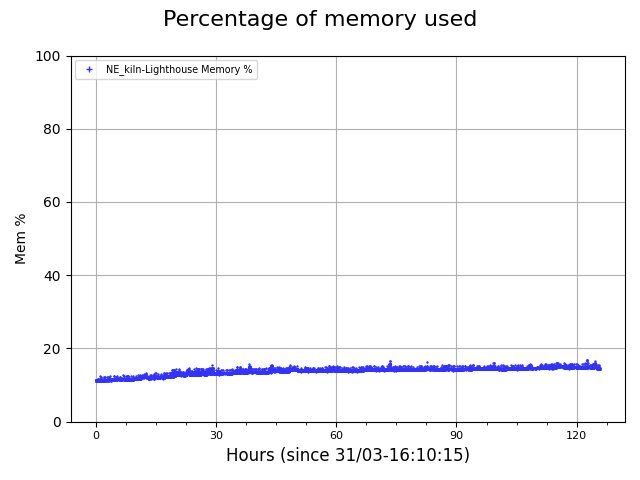 Percentage of memory used
100
NE_kiln-Lighthouse Memory %
80
60
Mem %
40
20
0
0 30 60 90 120
Hours (since 31/03-16:10:15)